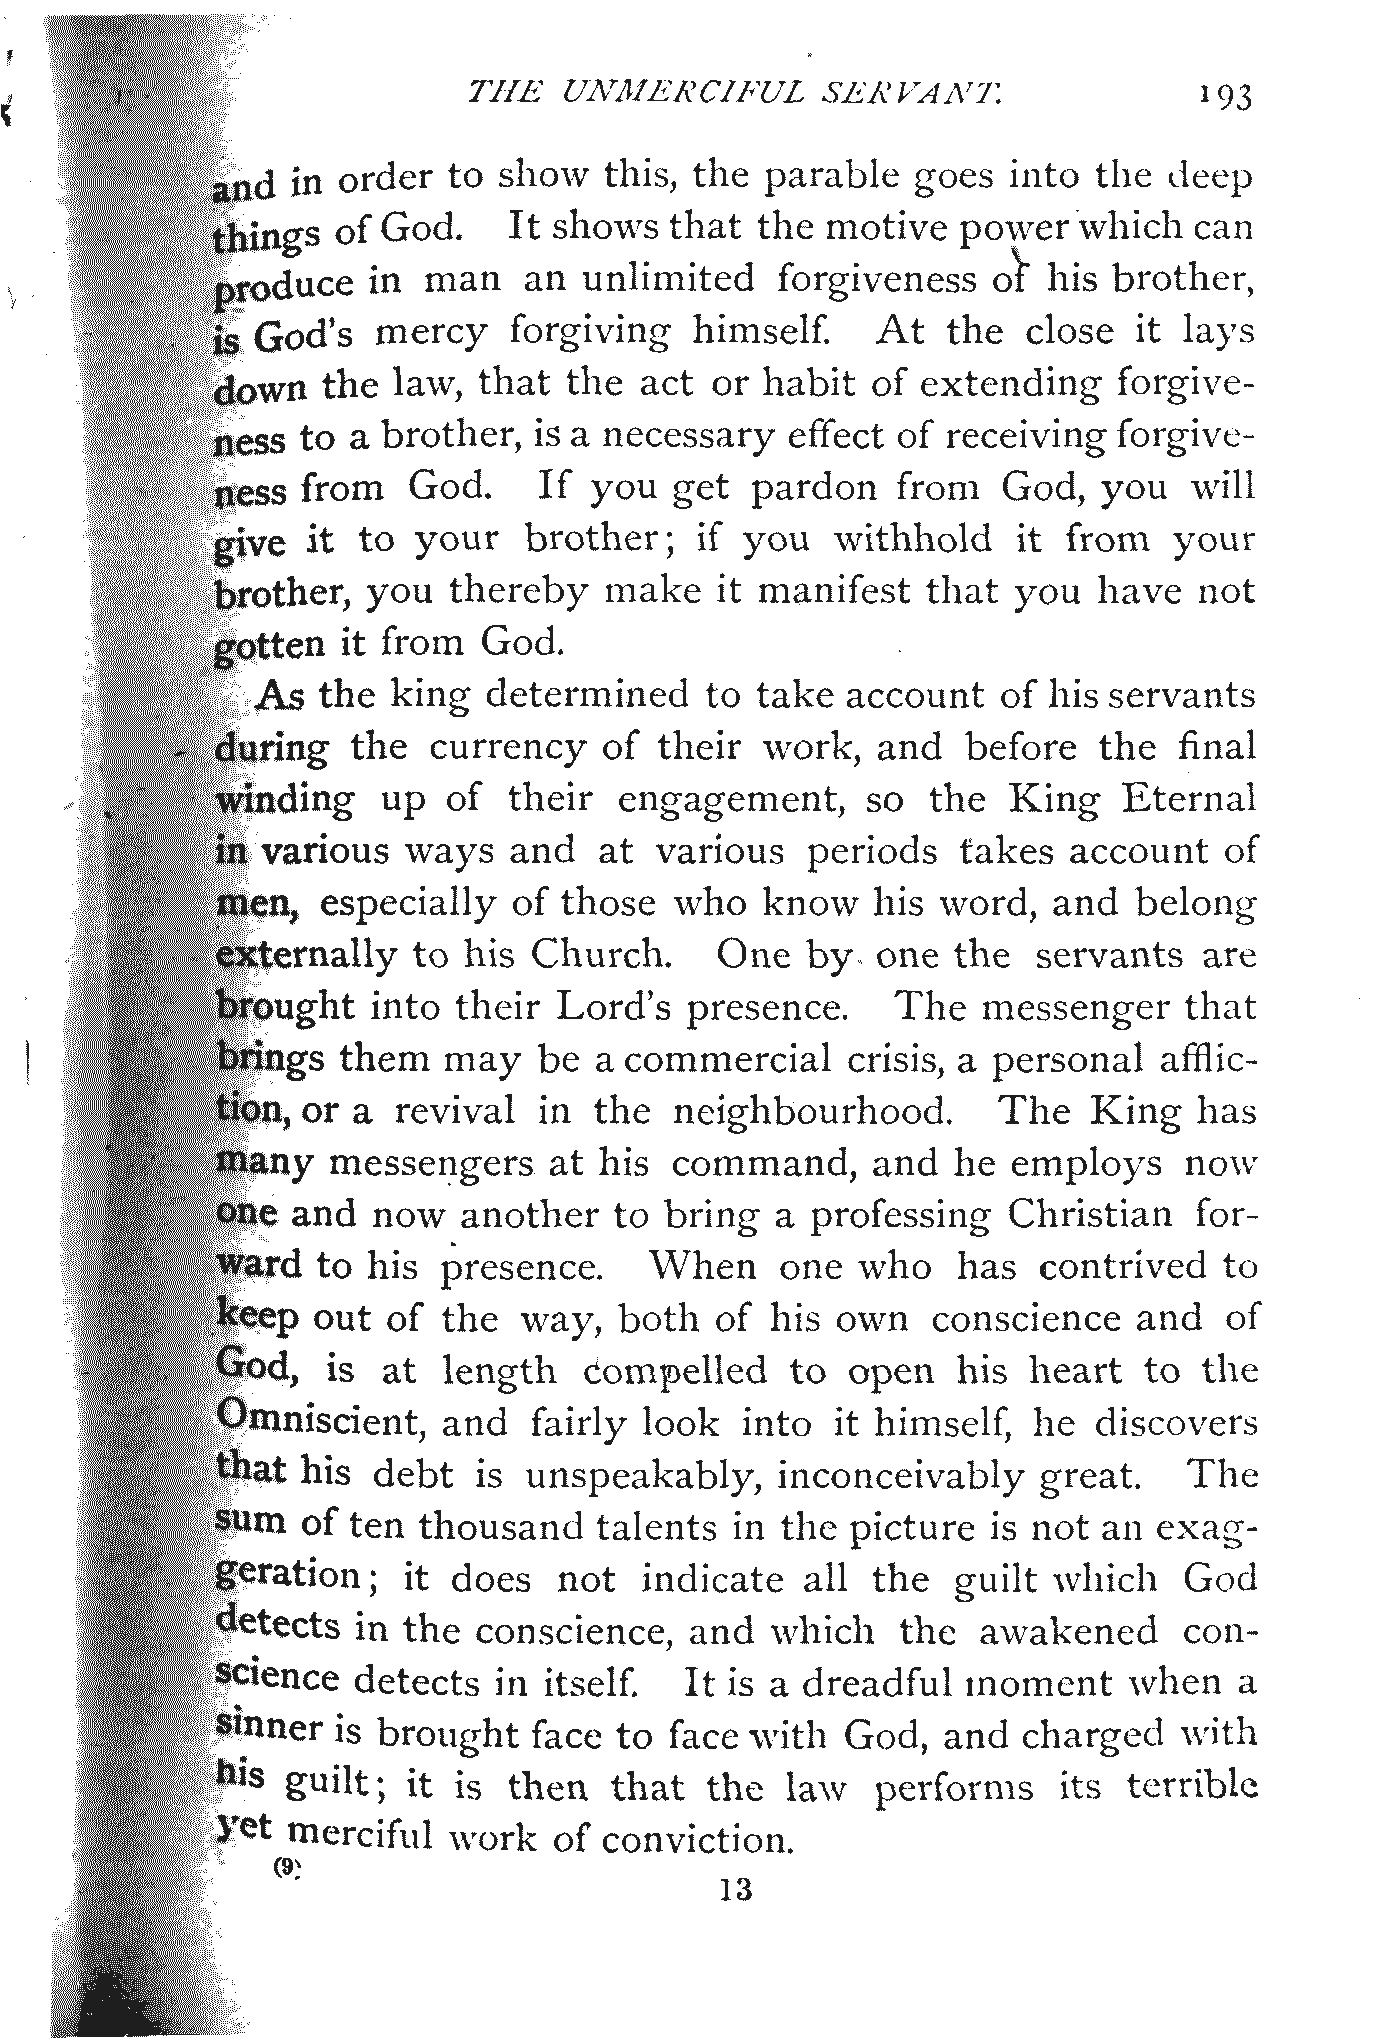 THE UNMERCIFUL SERVANT. 193
and in order to show this, the parable goes into the deep
things of God. It shows that the motive power which can
produce in man an unlimited forgiveness of his brother,
is God's mercy forgiving himself. At the close it lays
down the law, that the act or habit of extending forgive-
ness to a brother, is a necessary effect of receiving forgive-
ness from God. If you get pardon from God, you will
give it to your brother; if you withhold it from your
brother, you thereby make it manifest that you have not
gotten it from God.
As the king determined to take account of his servants
during the currency of their work, and before the final
winding up of their engagement, so the King Eternal
in various ways and at various periods takes account of
men, especially of those who know his word, and belong
externally to his Church. One by one the servants are
brought into their Lord's presence. The messenger that
brings them may be a commercial crisis, a personal afflic-
tion, or a revival in the neighbourhood. The King has
many messengers at his command, and he employs now
one and now another to bring a professing Christian for-
ward to his presence. When one who has contrived to
keep out of the way, both of his own conscience and of
God, is at length compelled to open his heart to the
Omniscient, and fairly look into it himself, he discovers
that his debt is unspeakably, inconceivably great. The
sum of ten thousand talents in the picture is not an exag-
geration; it does not indicate all the guilt which God
detects in the conscience, and which the awakened con-
science detects in itself. It is a dreadful moment when a
sinner is brought face to face with God, and charged with
his guilt; it is then that the law performs its terrible
yet merciful work of conviction.
(9)
13